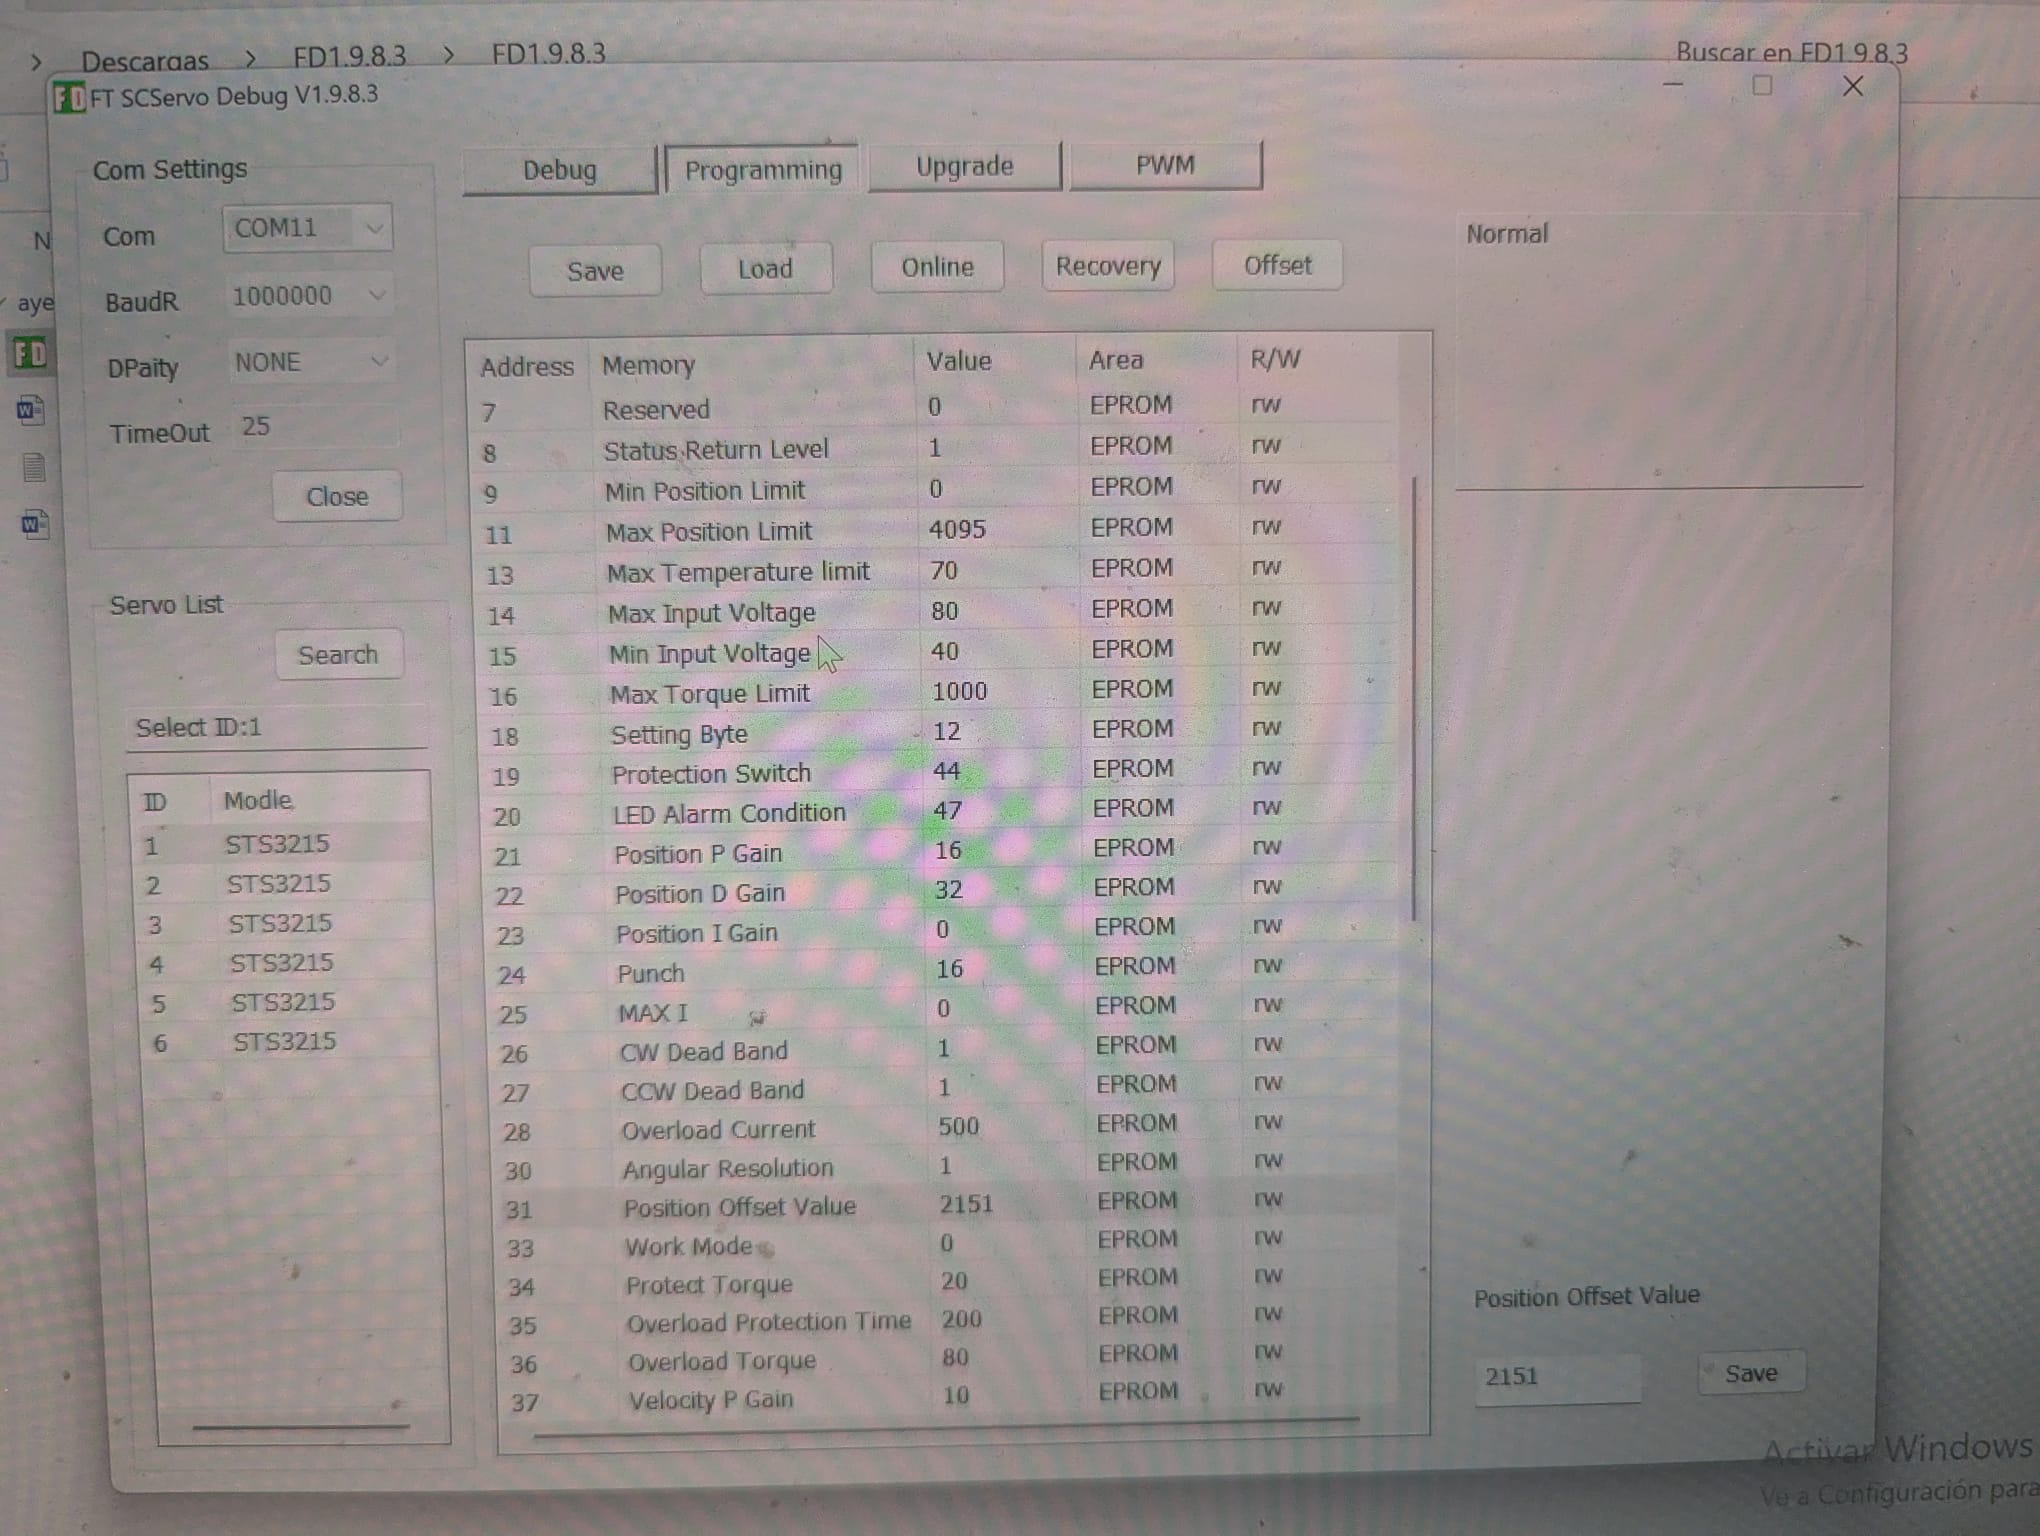 > Descargas > FD1.9.8.3 > FD1.9.8.3
Buscar en FD1.9.8.3
FD FT SCServo Debug V1.9.8.3
Com Settings
Debug Programming Upgrade PWM
Com COM11
BaudR 1000000
DPaity NONE
TimeOut 25
Close
Save Load Online Recovery Offset
Normal
N
aye
FD
W
W
Servo List
Search
Select ID:1
ID Modle
1 STS3215
2 STS3215
3 STS3215
4 STS3215
5 STS3215
6 STS3215
Address Memory Value Area R/W
7 Reserved 0 EPROM rw
8 Status Return Level 1 EPROM rw
9 Min Position Limit 0 EPROM rw
11 Max Position Limit 4095 EPROM rw
13 Max Temperature limit 70 EPROM rw
14 Max Input Voltage 80 EPROM rw
15 Min Input Voltage 40 EPROM rw
16 Max Torque Limit 1000 EPROM rw
18 Setting Byte 12 EPROM rw
19 Protection Switch 44 EPROM rw
20 LED Alarm Condition 47 EPROM rw
21 Position P Gain 16 EPROM rw
22 Position D Gain 32 EPROM rw
23 Position I Gain 0 EPROM rw
24 Punch 16 EPROM rw
25 MAX I 0 EPROM rw
26 CW Dead Band 1 EPROM rw
27 CCW Dead Band 1 EPROM rw
28 Overload Current 500 EPROM rw
30 Angular Resolution 1 EPROM rw
31 Position Offset Value 2151 EPROM rw
33 Work Mode 0 EPROM rw
34 Protect Torque 20 EPROM rw
35 Overload Protection Time 200 EPROM rw
36 Overload Torque 80 EPROM rw
37 Velocity P Gain 10 EPROM rw
Position Offset Value
2151 Save
Activar Windows
Ve a Configuración para